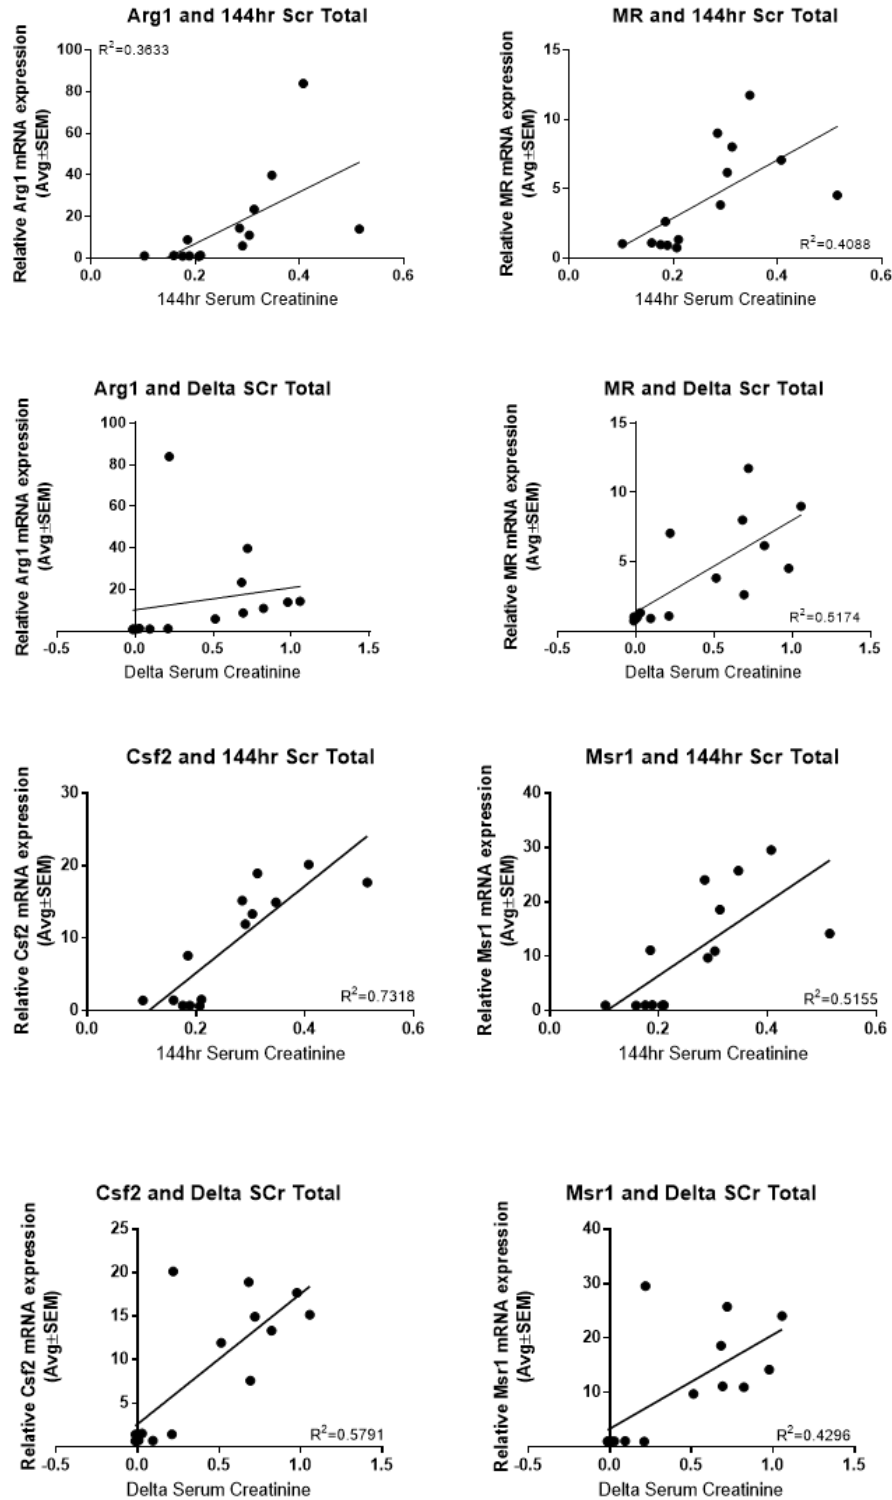 Arg1 and 144hr Scr Total
R²=0.3633
Relative Arg1 mRNA expression
(Avg±SEM)
100
80
60
40
20
0
0.0 0.2 0.4 0.6
144hr Serum Creatinine
MR and 144hr Scr Total
Relative MR mRNA expression
(Avg±SEM)
15
10
5
0
R²=0.4088
0.0 0.2 0.4 0.6
144hr Serum Creatinine
Arg1 and Delta SCr Total
Relative Arg1 mRNA expression
(Avg±SEM)
100
80
60
40
20
-0.5 0.0 0.5 1.0 1.5
Delta Serum Creatinine
MR and Delta Scr Total
Relative MR mRNA expression
(Avg±SEM)
15
10
5
R²=0.5174
-0.5 0.0 0.5 1.0 1.5
Delta Serum Creatinine
Csf2 and 144hr Scr Total
Relative Csf2 mRNA expression
(Avg±SEM)
30
20
10
0
R²=0.7318
0.0 0.2 0.4 0.6
144hr Serum Creatinine
Msr1 and 144hr Scr Total
Relative Msr1 mRNA expression
(Avg±SEM)
40
30
20
10
0
R²=0.5155
0.0 0.2 0.4 0.6
144hr Serum Creatinine
Csf2 and Delta SCr Total
Relative Csf2 mRNA expression
(Avg±SEM)
25
20
15
10
5
R²=0.5791
-0.5 0.0 0.5 1.0 1.5
Delta Serum Creatinine
Msr1 and Delta SCr Total
Relative Msr1 mRNA expression
(Avg±SEM)
40
30
20
10
R²=0.4296
-0.5 0.0 0.5 1.0 1.5
Delta Serum Creatinine